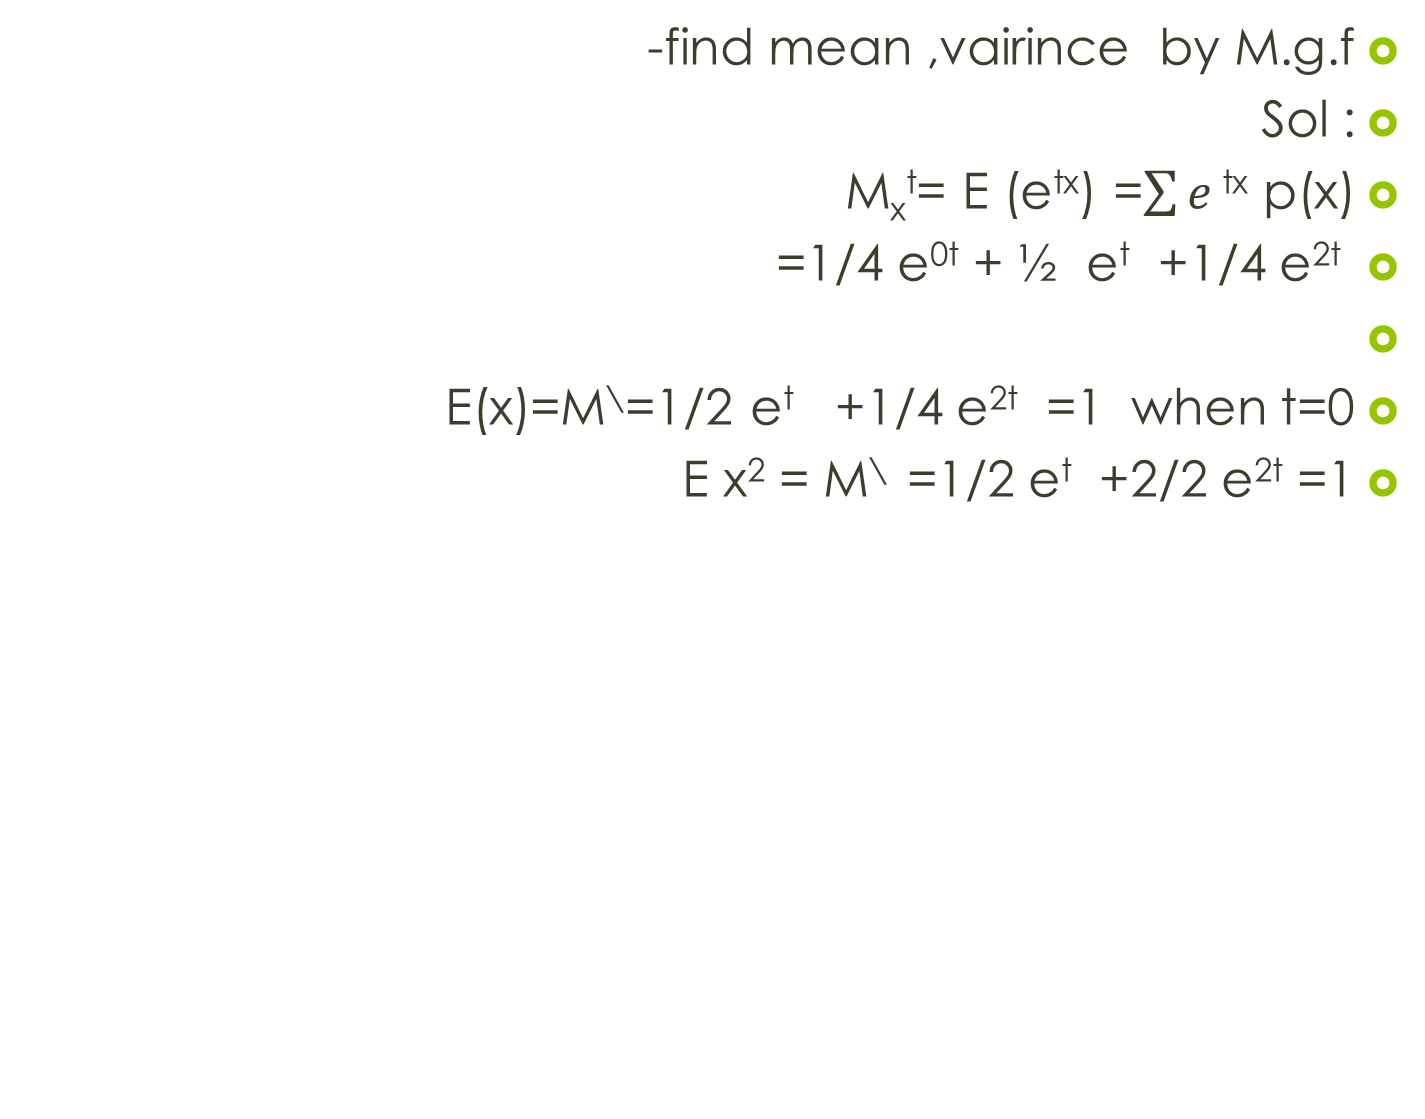 -find mean ,vairince by M.g.f
Sol :
Mₓᵗ= E (eᵗˣ) =∑ 𝑒 ᵗˣ p(x)
=1/4 e⁰ᵗ + ½ eᵗ +1/4 e²ᵗ
E(x)=M\=1/2 eᵗ +1/4 e²ᵗ =1 when t=0
E x² = M\ =1/2 eᵗ +2/2 e²ᵗ =1